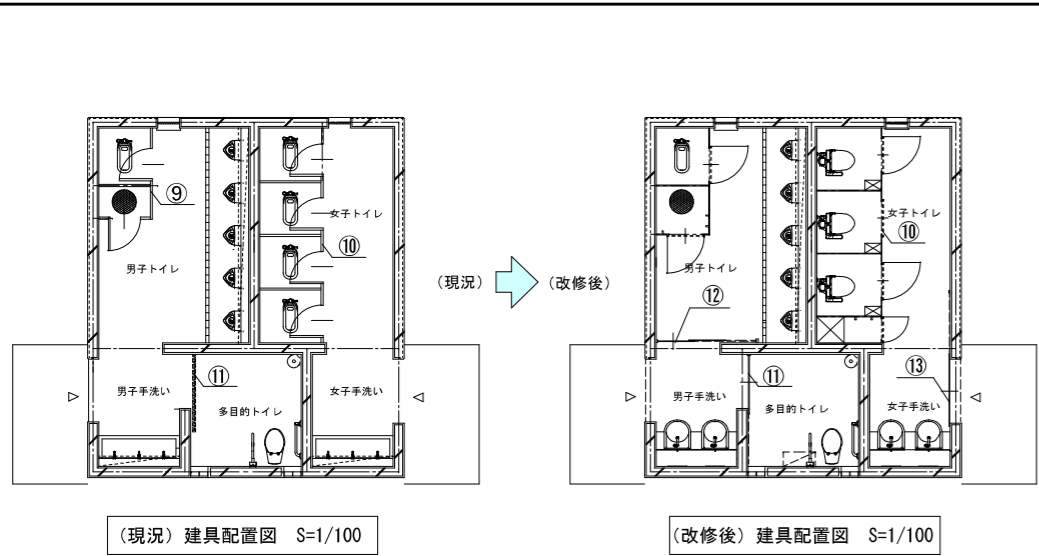 ⑨
女子トイレ
⑩
男子トイレ
⑪
男子手洗い
多目的トイレ
女子手洗い
(現況)
(改修後)
女子トイレ
⑩
男子トイレ
⑫
⑪
⑬
男子手洗い
多目的トイレ
女子手洗い
(現況) 建具配置図 S=1/100
(改修後) 建具配置図 S=1/100